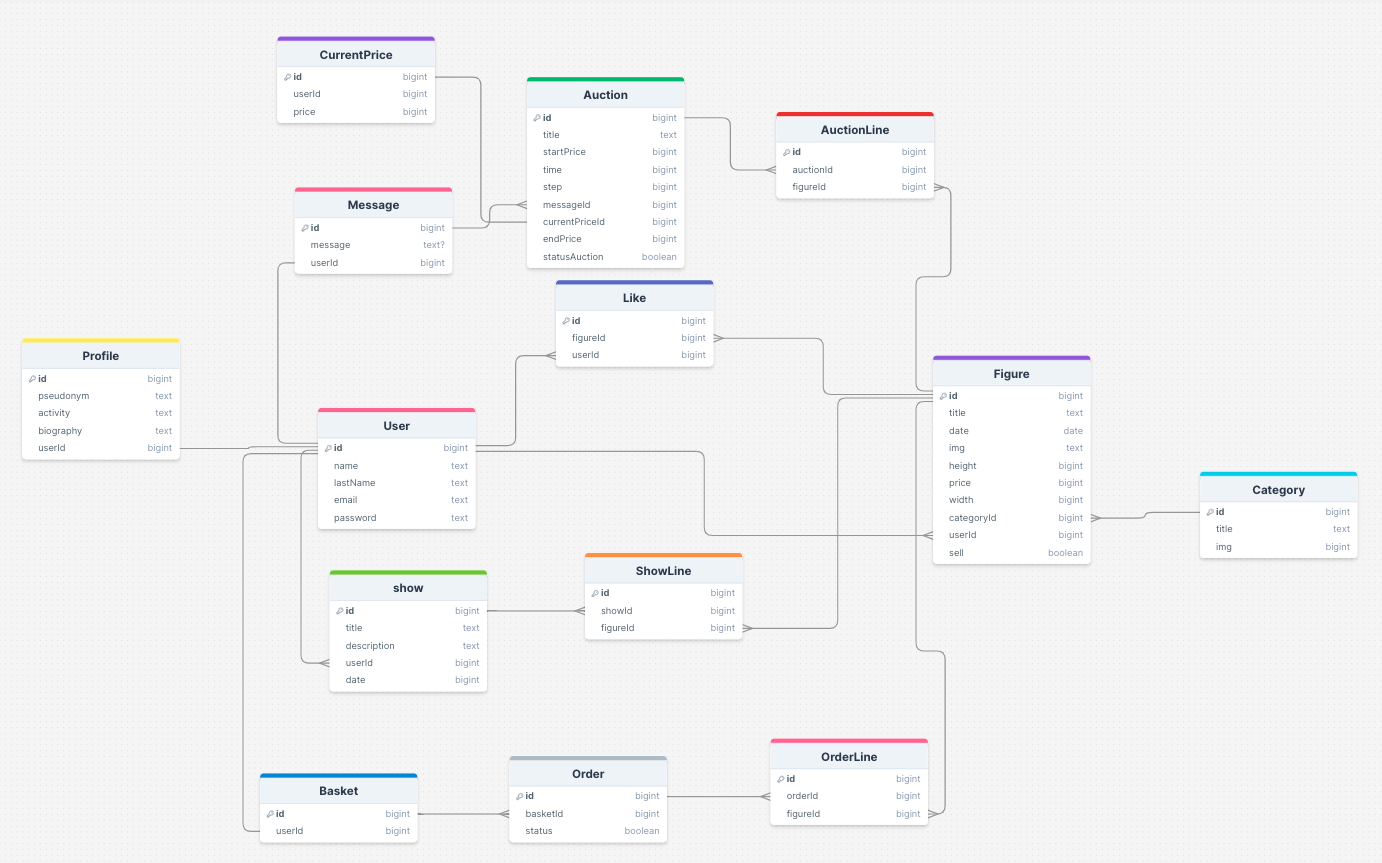 CurrentPrice
id bigint
userId bigint
price bigint
Auction
id bigint
title text
startPrice bigint
time bigint
step bigint
messageId bigint
currentPriceId bigint
endPrice bigint
statusAuction boolean
AuctionLine
id bigint
auctionId bigint
figureId bigint
Message
id bigint
message text?
userId bigint
Like
id bigint
figureId bigint
userId bigint
Profile
id bigint
pseudonym text
activity text
biography text
userId bigint
User
id bigint
name text
lastName text
email text
password text
Figure
id bigint
title text
date date
img text
height bigint
price bigint
width bigint
categoryId bigint
userId bigint
sell boolean
Category
id bigint
title text
img bigint
show
id bigint
title text
description text
userId bigint
date bigint
ShowLine
id bigint
showId bigint
figureId bigint
Basket
id bigint
userId bigint
Order
id bigint
basketId bigint
status boolean
OrderLine
id bigint
orderId bigint
figureId bigint